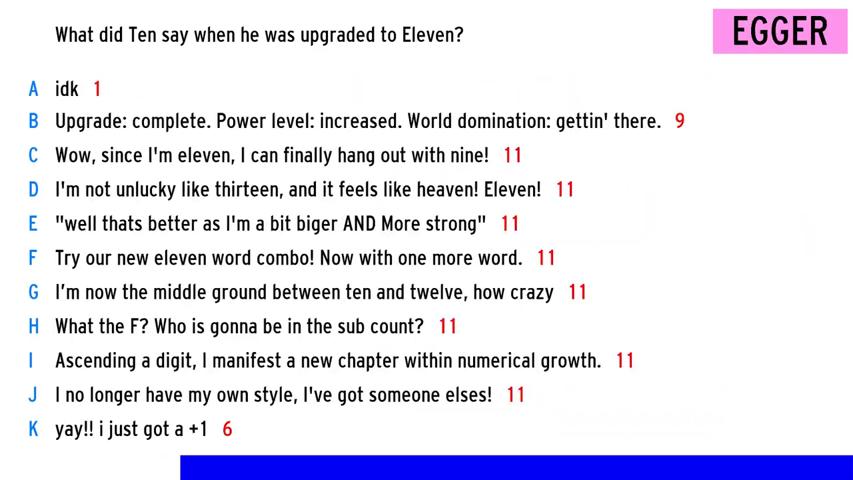 What did Ten say when he was upgraded to Eleven?
EGGER
A idk 1
B Upgrade: complete. Power level: increased. World domination: gettin' there. 9
C Wow, since I'm eleven, I can finally hang out with nine! 11
D I'm not unlucky like thirteen, and it feels like heaven! Eleven! 11
E "well thats better as I'm a bit biger AND More strong" 11
F Try our new eleven word combo! Now with one more word. 11
G I’m now the middle ground between ten and twelve, how crazy 11
H What the F? Who is gonna be in the sub count? 11
I Ascending a digit, I manifest a new chapter within numerical growth. 11
J I no longer have my own style, I've got someone elses! 11
K yay!! i just got a +1 6